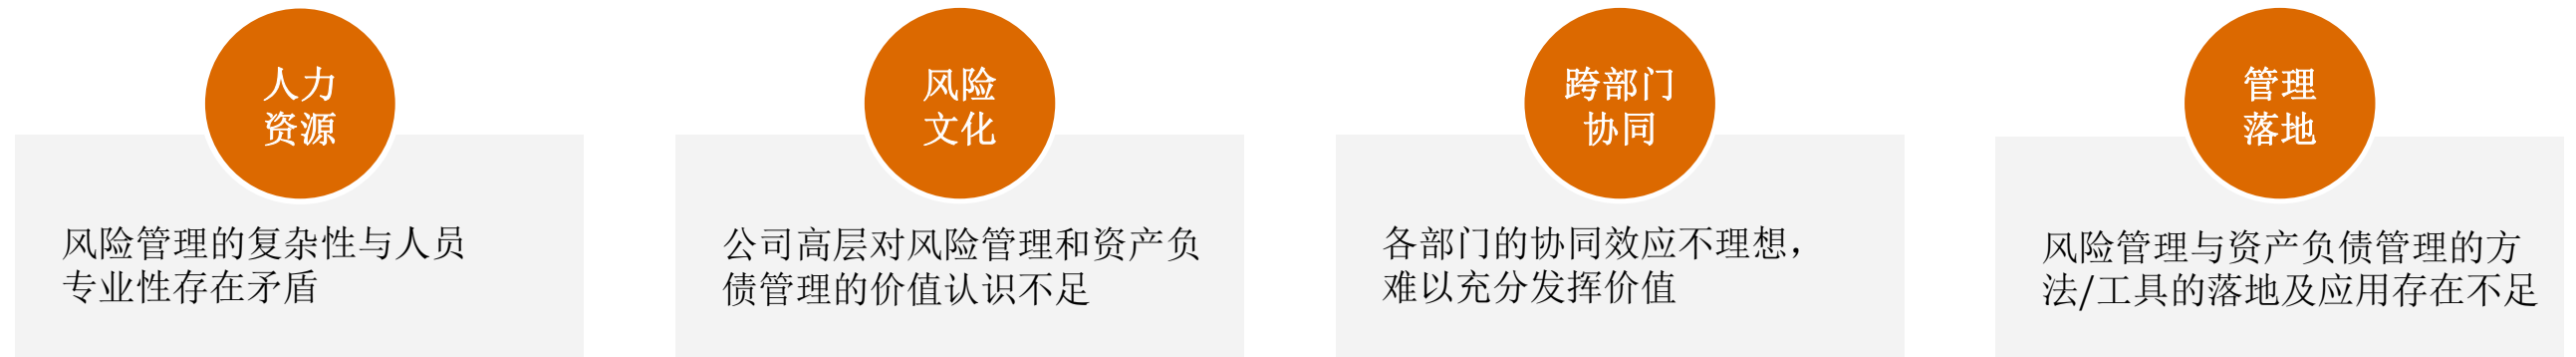 人力
资源
风险管理的复杂性与人员
专业性存在矛盾
风险
文化
公司高层对风险管理和资产负
债管理的价值认识不足
跨部门
协同
各部门的协同效应不理想，
难以充分发挥价值
管理
落地
风险管理与资产负债管理的方
法/工具的落地及应用存在不足